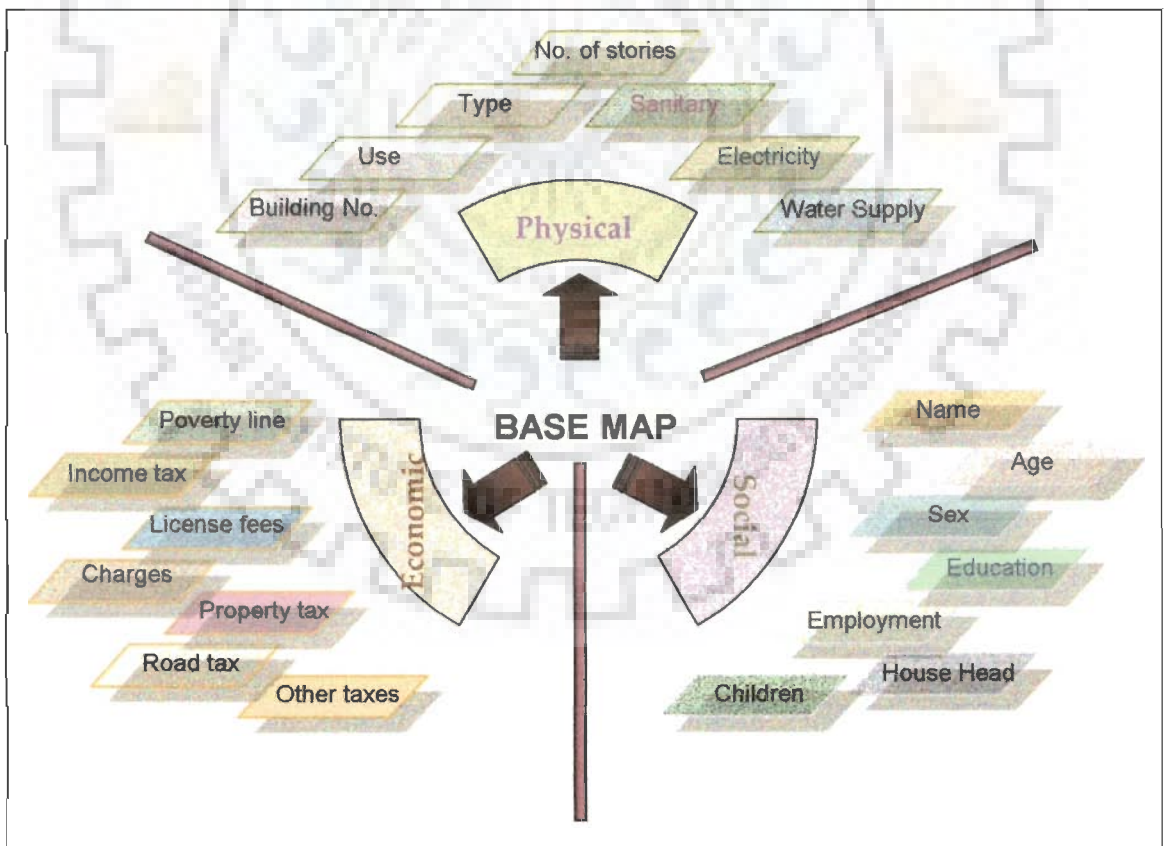 No. of stories
Type
Sanitary
Use
Electricity
Building No.
Water Supply
Physical
BASE MAP
Economic
Social
Poverty line
Income tax
License fees
Charges
Property tax
Road tax
Other taxes
Name
Age
Sex
Education
Employment
House Head
Children